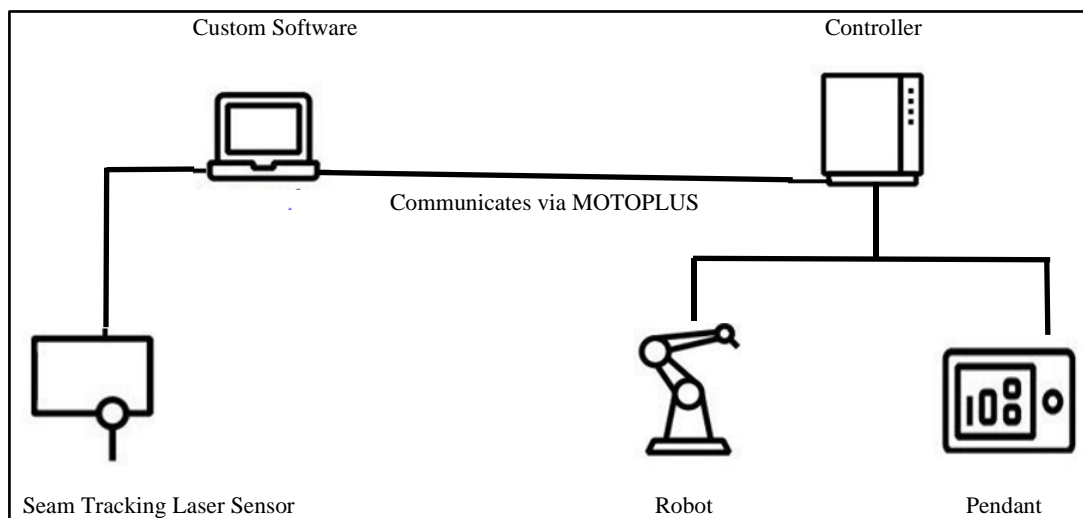 Custom Software
Controller
Communicates via MOTOPLUS
Seam Tracking Laser Sensor
Robot
Pendant